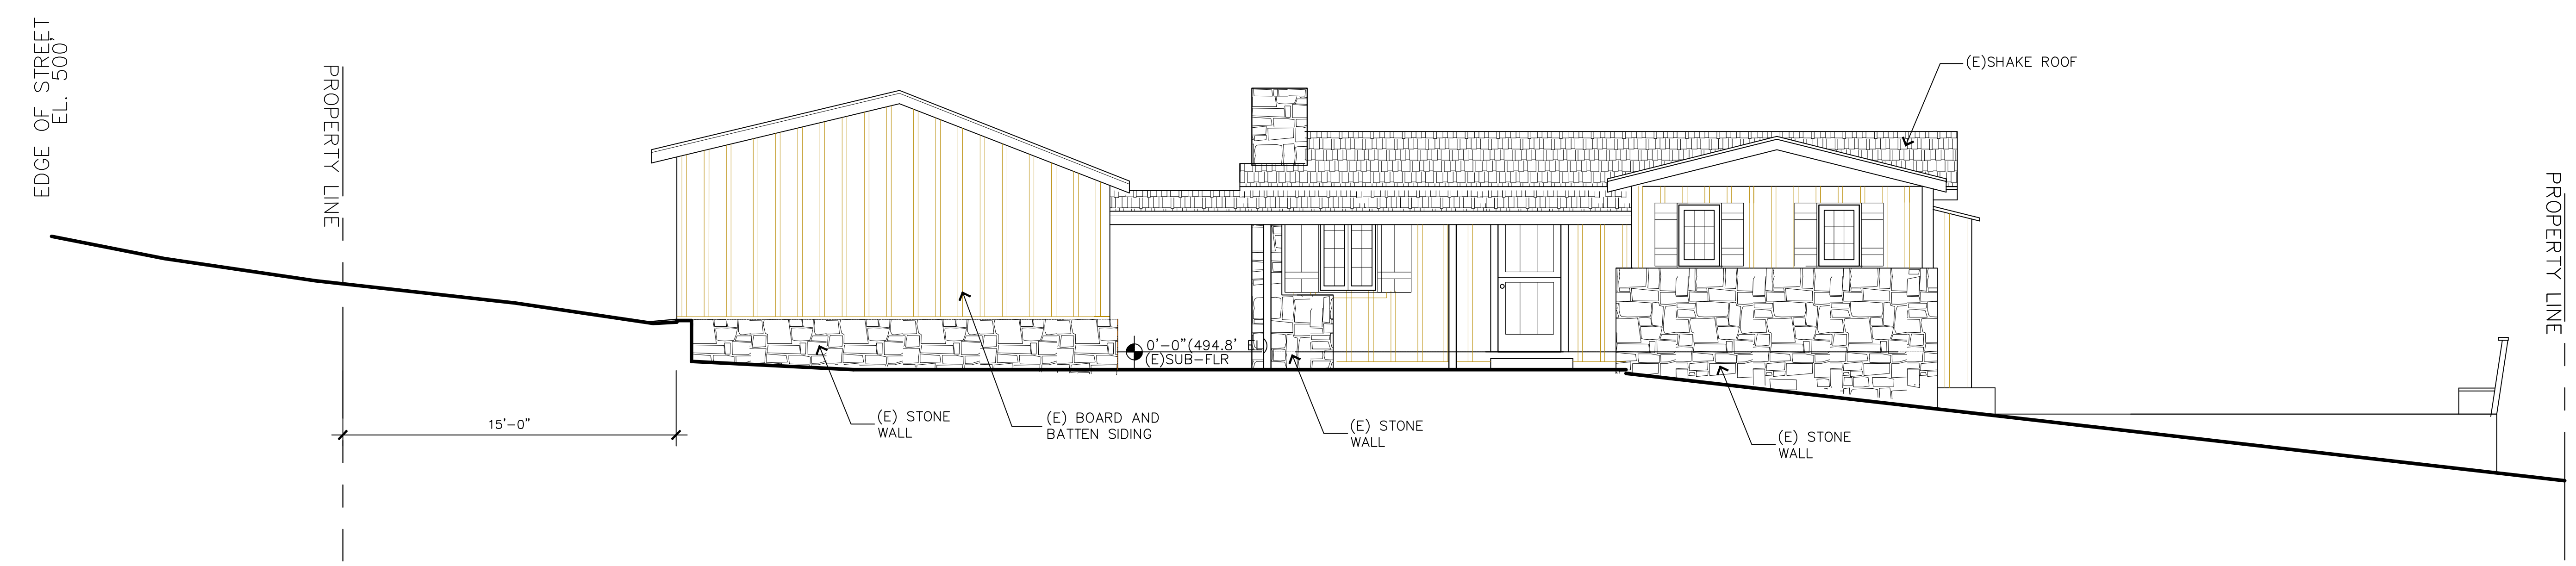 EDGE OF STREET
EL. 500'
PROPERTY LINE
(E)SHAKE ROOF
PROPERTY LINE
0'-0"(494.8' EL)
(E)SUB-FLR
15'-0"
(E) STONE
WALL
(E) BOARD AND
BATTEN SIDING
(E) STONE
WALL
(E) STONE
WALL